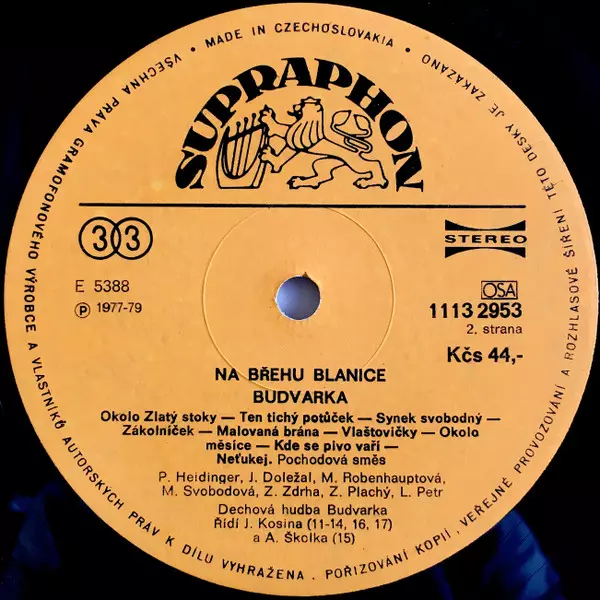 VŠECHNA PRÁVA GRAMOFONOVÉHO VÝROBCE A VLASTNÍKŮ AUTORSKÝCH PRÁV K DÍLU VYHRAŽENA. POŘIZOVÁNÍ KOPIÍ, VEŘEJNÉ PROVOZOVÁNÍ A ROZHLASOVÉ ŠÍŘENÍ TÉTO DESKY JE ZAKÁZÁNO • MADE IN CZECHOSLOVAKIA •
SUPRAPHON
33
STEREO
E 5388
OSA
Ⓟ 1977-79
1113 2953
2. strana
Kčs 44,-
NA BŘEHU BLANICE
BUDVARKA
Okolo Zlatý stoky — Ten tichý potůček — Synek svobodný —
Zákolníček — Malovaná brána — Vlaštovičky — Okolo
měsíce — Kde se pivo vaří —
Neťukej. Pochodová směs
P. Heidinger, J. Doležal, M. Robenhauptová,
M. Svobodová, Z. Zdrha, Z. Plachý, L. Petr
Dechová hudba Budvarka
Řídí J. Kosina (11-14, 16, 17)
a A. Školka (15)